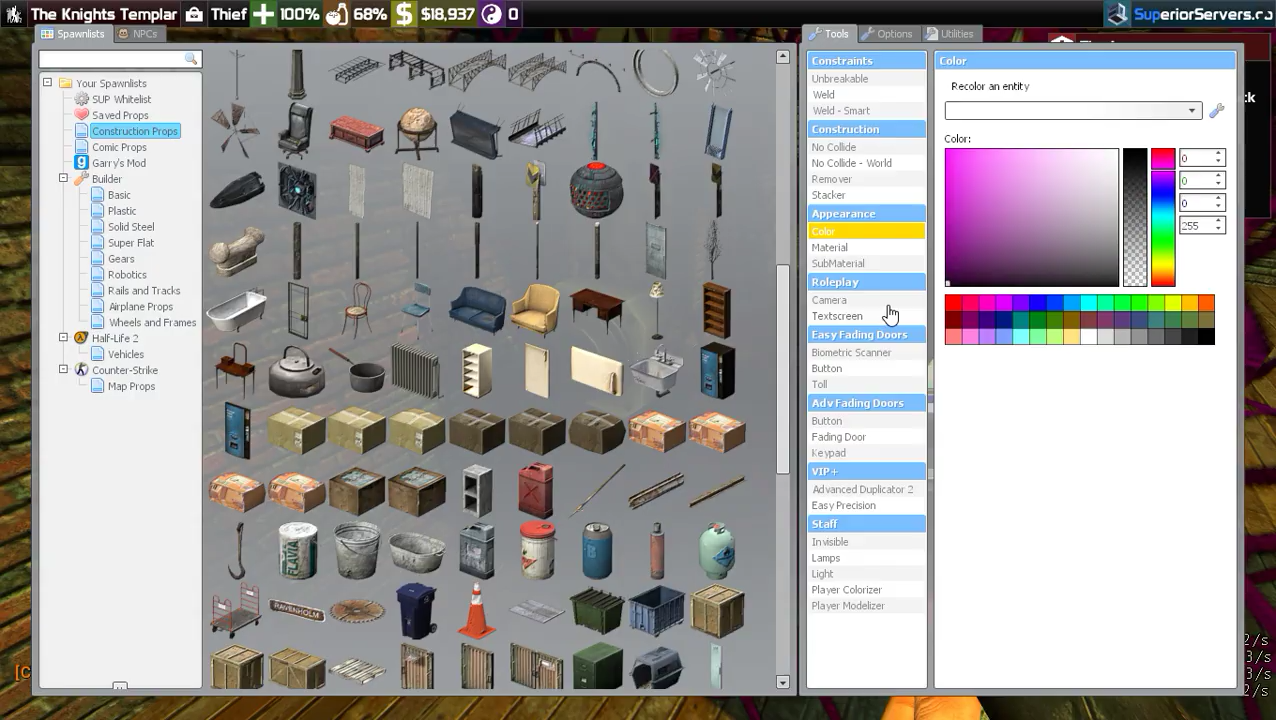 The Knights Templar Thief 100% 68% $18,937 0 SUPERIORSERVERS.CO
Spawnlists NPCs
Your Spawnlists
SUP Whitelist
Saved Props
Construction Props
Comic Props
Garry's Mod
Builder
Basic
Plastic
Solid Steel
Super Flat
Gears
Robotics
Rails and Tracks
Airplane Props
Wheels and Frames
Half-Life 2
Vehicles
Counter-Strike
Map Props
RAVENHOLM
Tools Options Utilities
Constraints
Unbreakable
Weld
Weld - Smart
Construction
No Collide
No Collide - World
Remover
Stacker
Appearance
Color
Material
SubMaterial
Roleplay
Camera
Textscreen
Easy Fading Doors
Biometric Scanner
Button
Toll
Adv Fading Doors
Button
Fading Door
Keypad
VIP+
Advanced Duplicator 2
Easy Precision
Staff
Invisible
Lamps
Light
Player Colorizer
Player Modelizer
Color
Recolor an entity
Color:
0
0
0
255